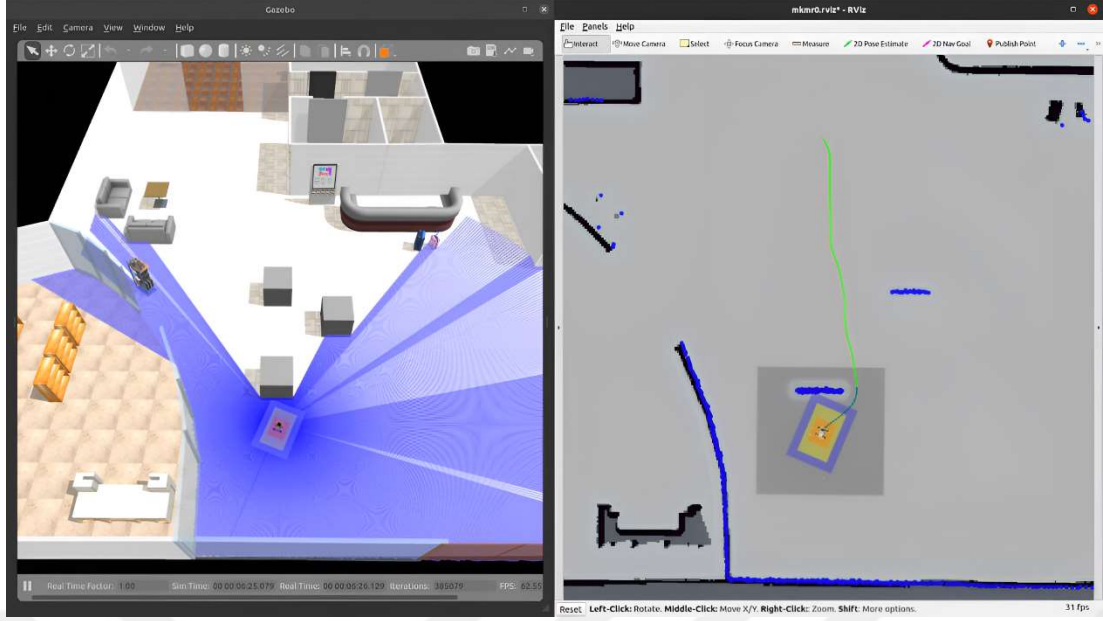 Gazebo
File Edit Camera View Window Help
Real Time Factor: 1.00 Sim Time: 00 00:06:25.079 Real Time: 00 00:06:26.129 Iterations: 385079 FPS: 62.55
mkmr0.rviz* - RViz
File Panels Help
Interact Move Camera Select Focus Camera Measure 2D Pose Estimate 2D Nav Goal Publish Point
Reset Left-Click: Rotate. Middle-Click: Move X/Y. Right-Click:: Zoom. Shift: More options. 31 fps